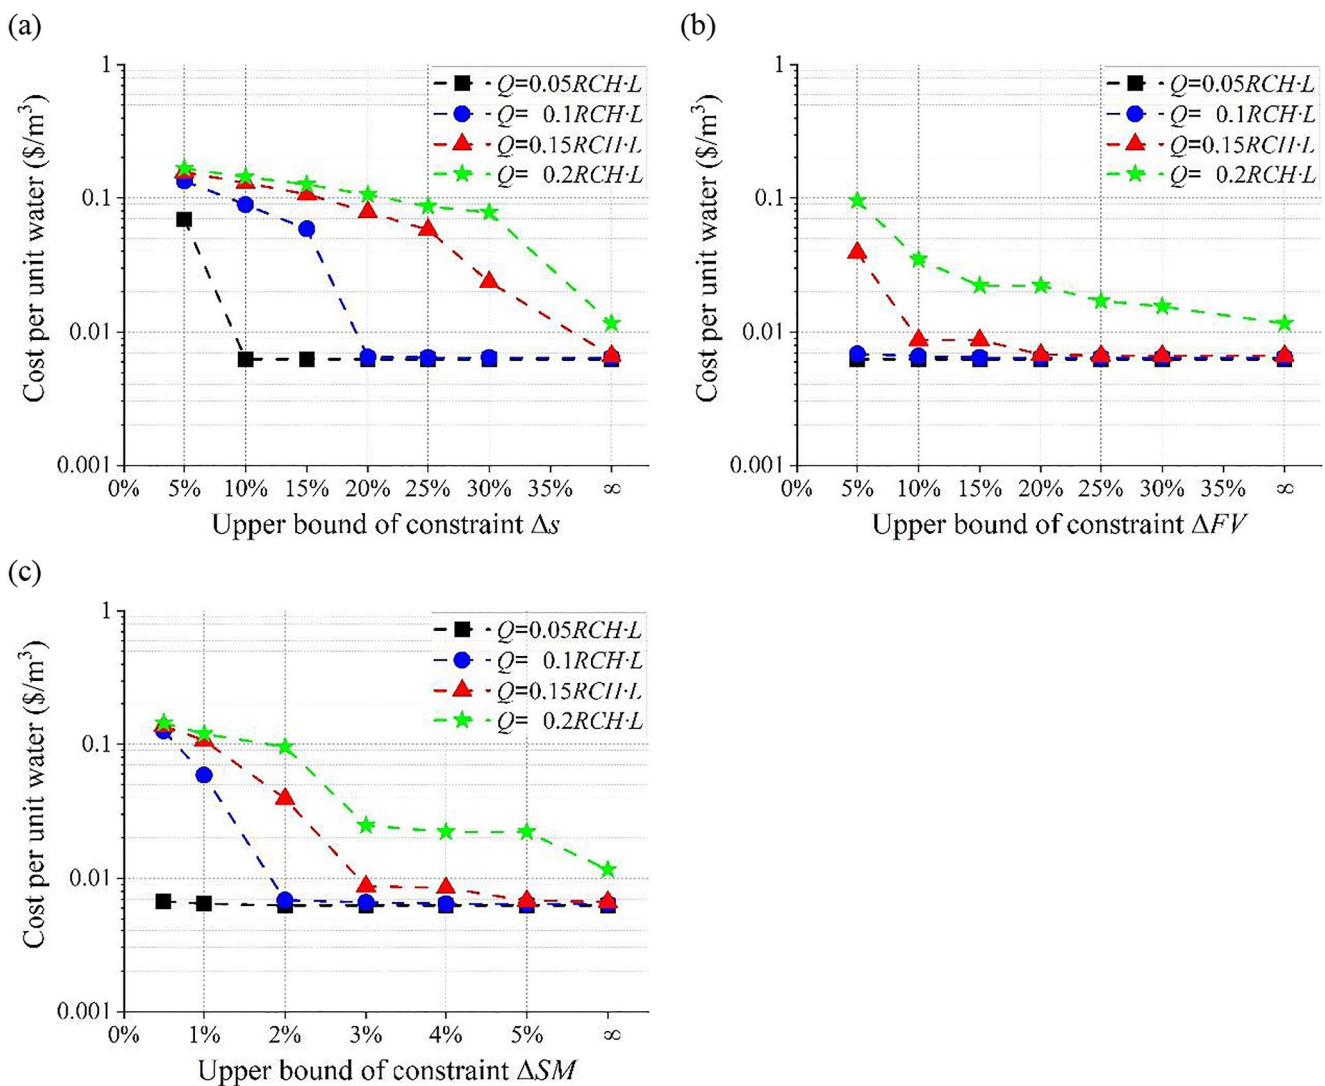 (a)
1
0.1
0.01
0.001
Cost per unit water ($/m³)
Q=0.05RCH·L
Q= 0.1RCH·L
Q=0.15RCH·L
Q= 0.2RCH·L
0% 5% 10% 15% 20% 25% 30% 35% ∞
Upper bound of constraint Δs
(b)
1
0.1
0.01
0.001
Cost per unit water ($/m³)
Q=0.05RCH·L
Q= 0.1RCH·L
Q=0.15RCH·L
Q= 0.2RCH·L
0% 5% 10% 15% 20% 25% 30% 35% ∞
Upper bound of constraint ΔFV
(c)
1
0.1
0.01
0.001
Cost per unit water ($/m³)
Q=0.05RCH·L
Q= 0.1RCH·L
Q=0.15RCH·L
Q= 0.2RCH·L
0% 1% 2% 3% 4% 5% ∞
Upper bound of constraint ΔSM